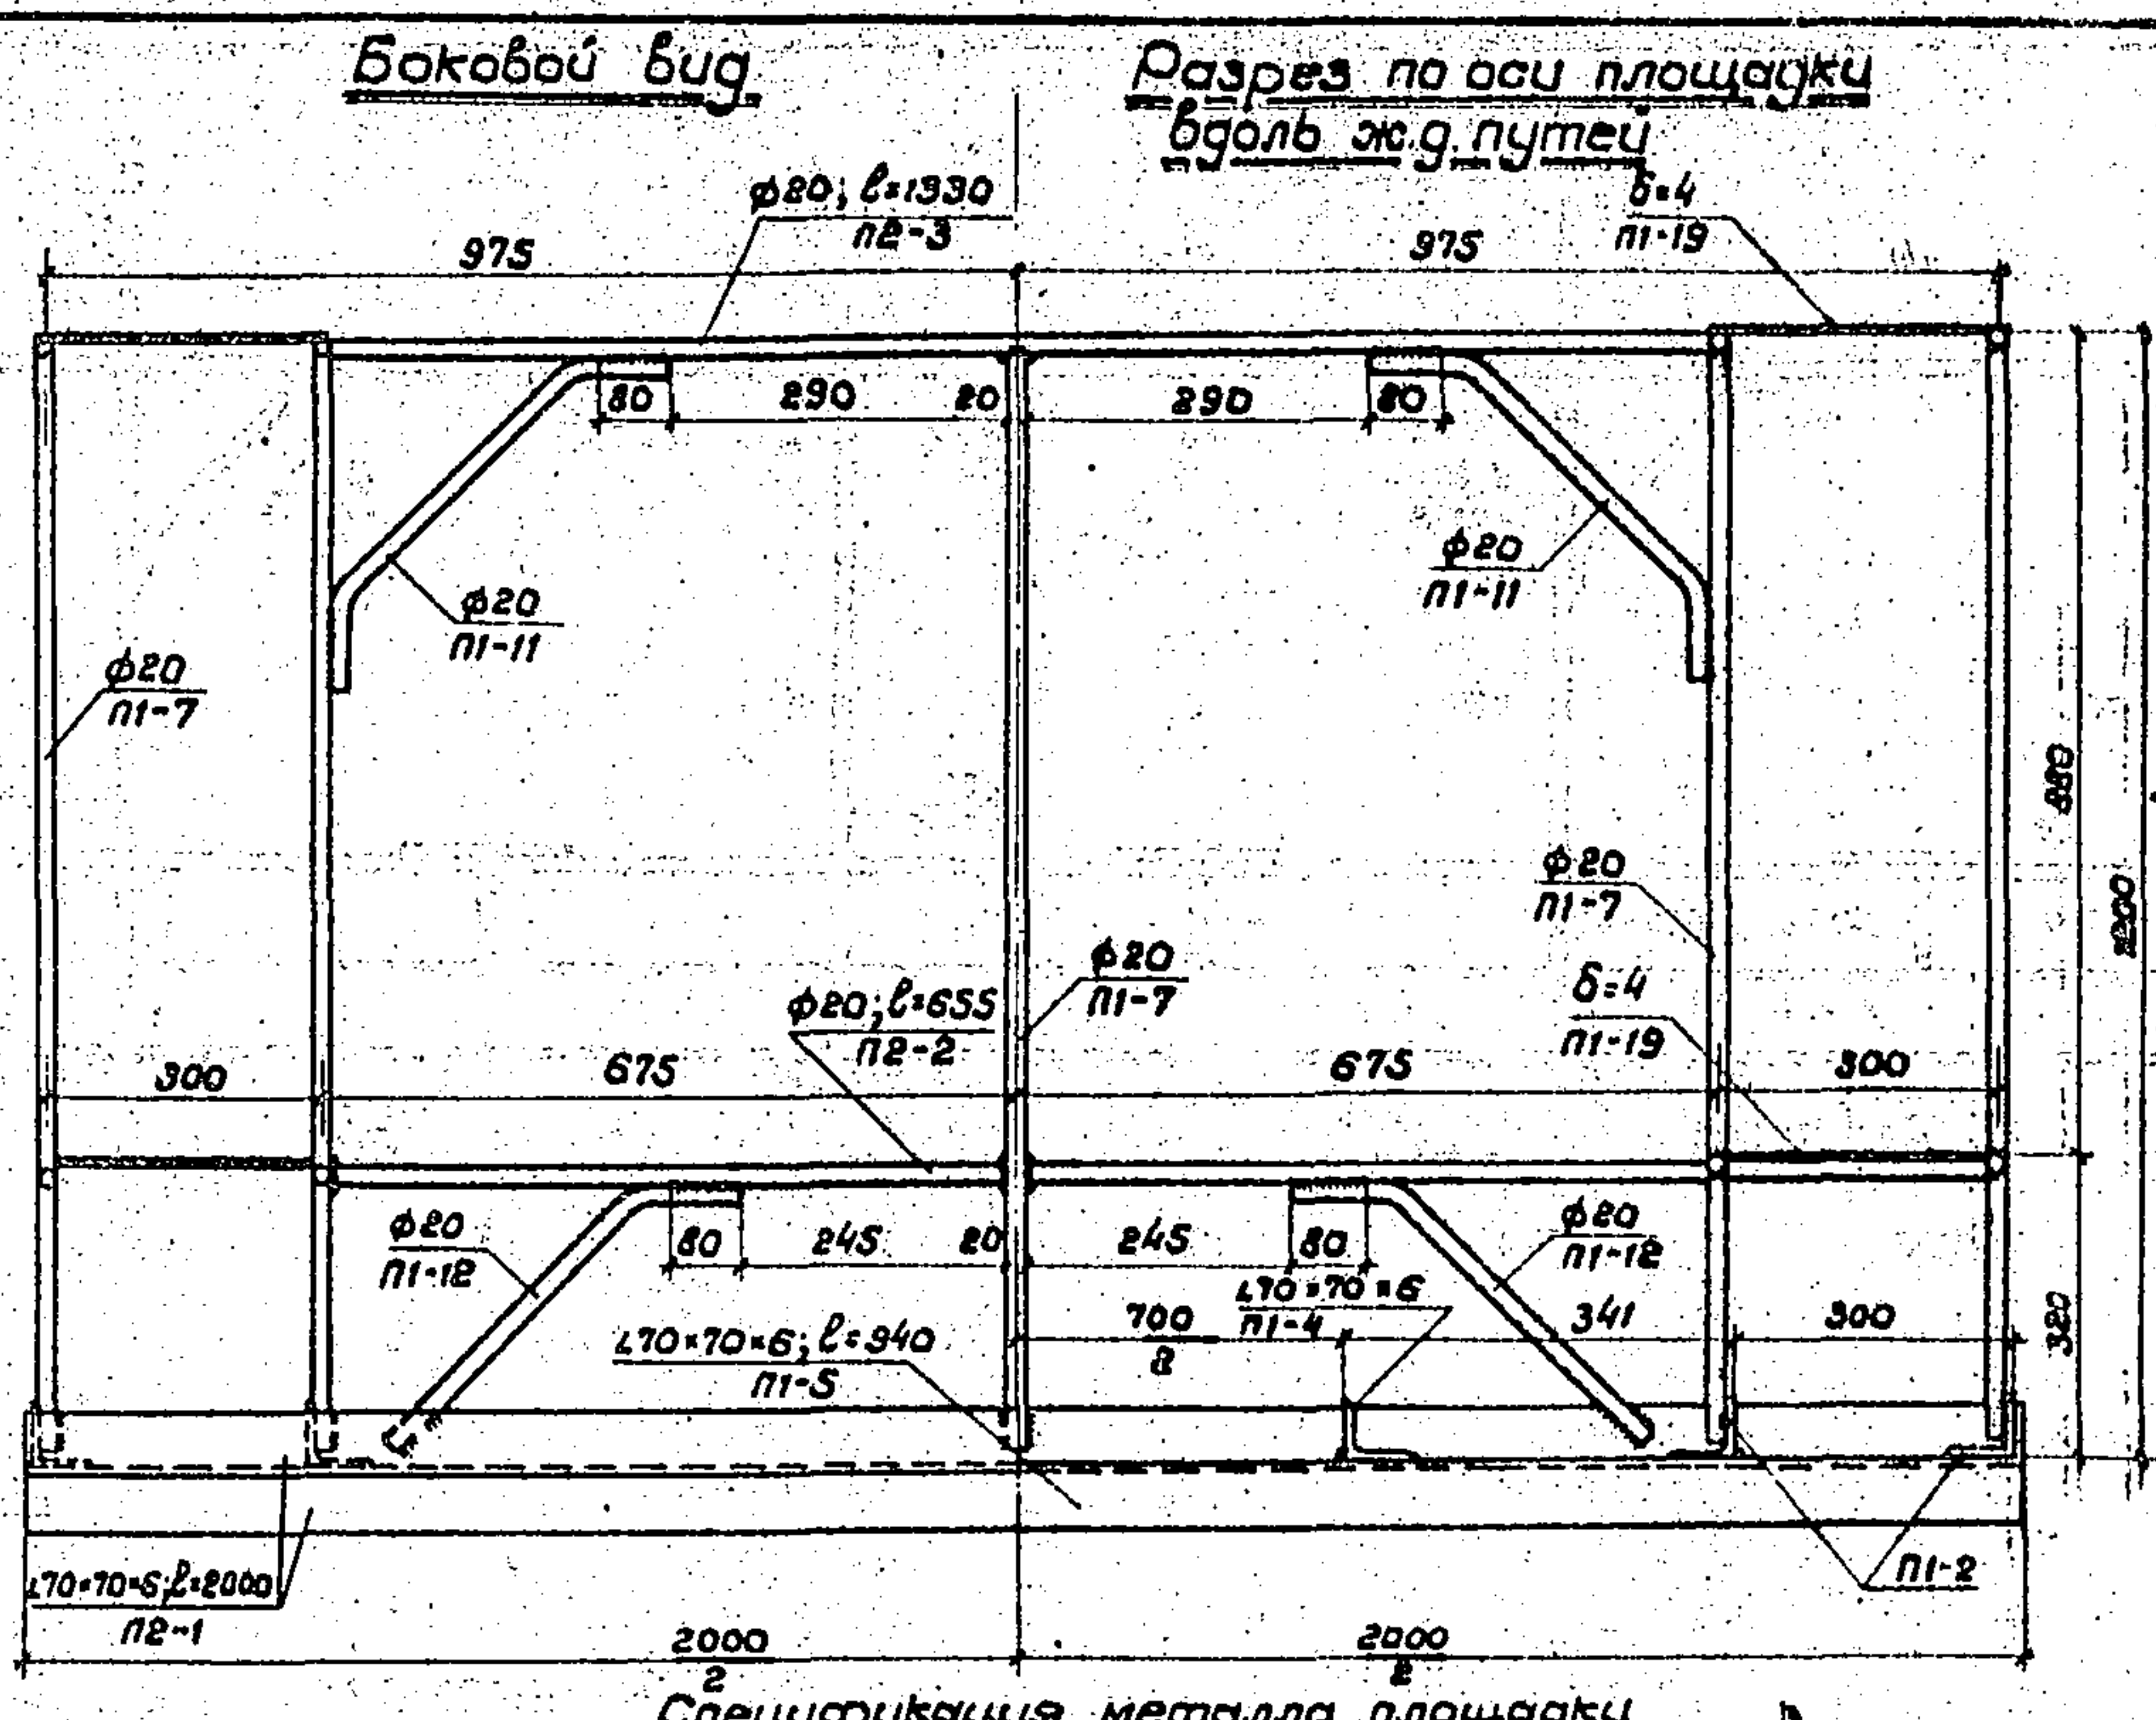 Боковой вид
Разрез по оси площадки
вдоль ж.д. путей
ф20; ℓ=1330
П2-3
δ=4
П1-19
975
975
80
290
20
290
80
ф20
П1-11
ф20
П1-11
ф20
П1-7
880
1200
ф20
П1-7
ф20
П1-7
δ=4
П1-19
ф20; ℓ=655
П2-2
300
675
675
300
ф20
П1-12
80
245
20
245
80
ф20
П1-12
∟70×70×6
П1-4
700
2
341
300
320
∟70×70×6; ℓ=940
П1-5
∟70×70×6; ℓ=2000
П2-1
П1-2
2000
2
2000
2
Спецификация металла площадки